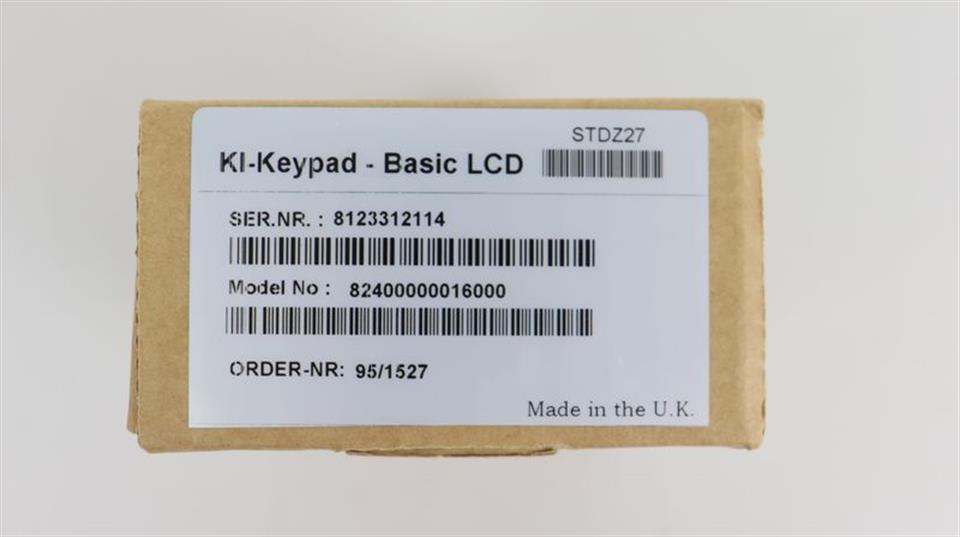 STDZ27
KI-Keypad - Basic LCD
SER.NR. : 8123312114
Model No : 82400000016000
ORDER-NR: 95/1527
Made in the U.K.